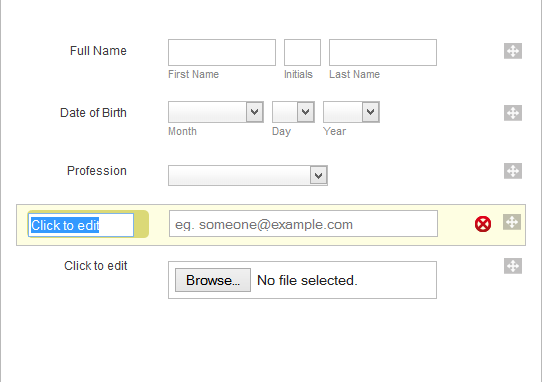 Full Name
First Name Initials Last Name
Date of Birth
Month Day Year
Profession
Click to edit eg. someone@example.com
Click to edit Browse... No file selected.